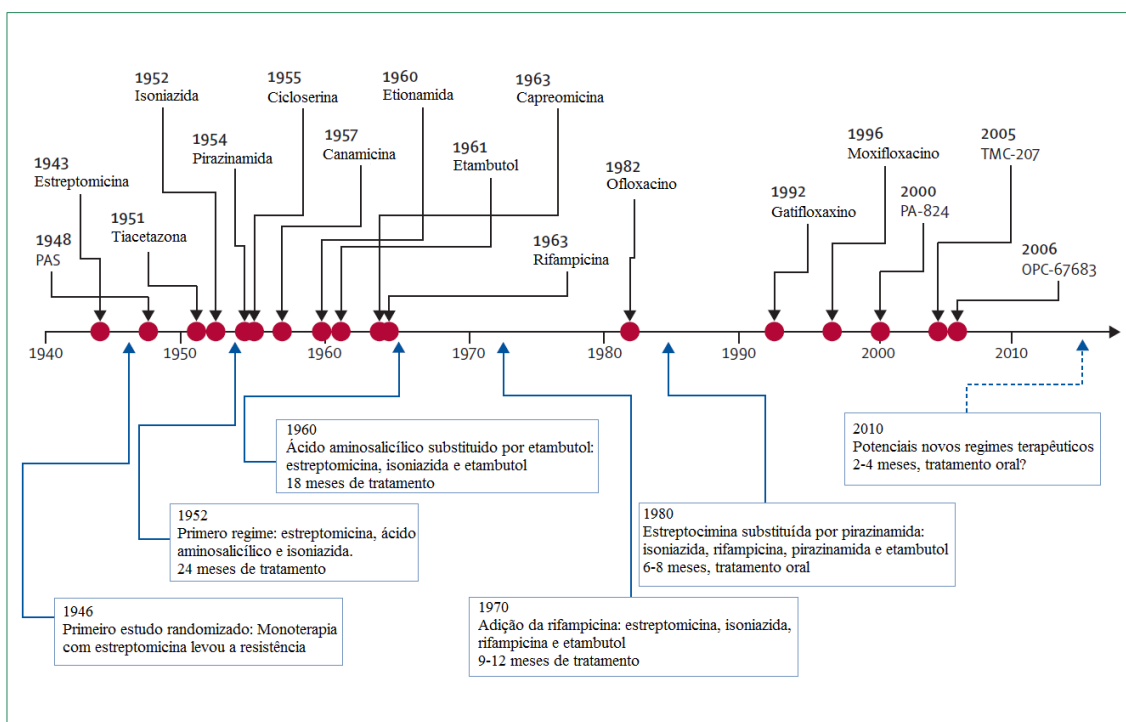 1943
Estreptomicina
1948
PAS
1951
Tiacetazona
1952
Isoniazida
1954
Pirazinamida
1955
Cicloserina
1957
Canamicina
1960
Etionamida
1961
Etambutol
1963
Capreomicina
1963
Rifampicina
1982
Ofloxacino
1992
Gatifloxaxino
1996
Moxifloxacino
2000
PA-824
2005
TMC-207
2006
OPC-67683
1940 1950 1960 1970 1980 1990 2000 2010
1960
Ácido aminosalicílico substituido por etambutol:
estreptomicina, isoniazida e etambutol
18 meses de tratamento
2010
Potenciais novos regimes terapêuticos
2-4 meses, tratamento oral?
1952
Primero regime: estreptomicina, ácido
aminosalicílico e isoniazida.
24 meses de tratamento
1980
Estreptocimina substituída por pirazinamida:
isoniazida, rifampicina, pirazinamida e etambutol
6-8 meses, tratamento oral
1946
Primeiro estudo randomizado: Monoterapia
com estreptomicina levou a resistência
1970
Adição da rifampicina: estreptomicina, isoniazida,
rifampicina e etambutol
9-12 meses de tratamento